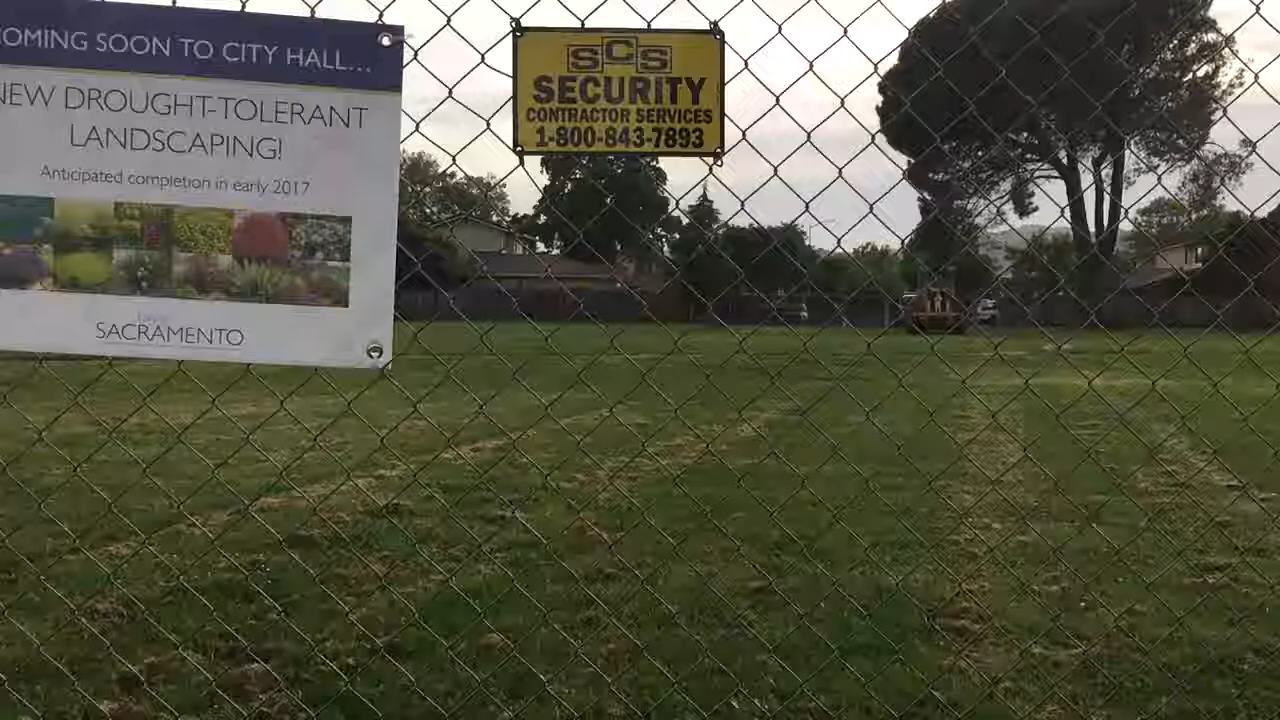 COMING SOON TO CITY HALL...
NEW DROUGHT-TOLERANT
LANDSCAPING!
Anticipated completion in early 2017
SACRAMENTO
SCS
SECURITY
CONTRACTOR SERVICES
1-800-843-7893